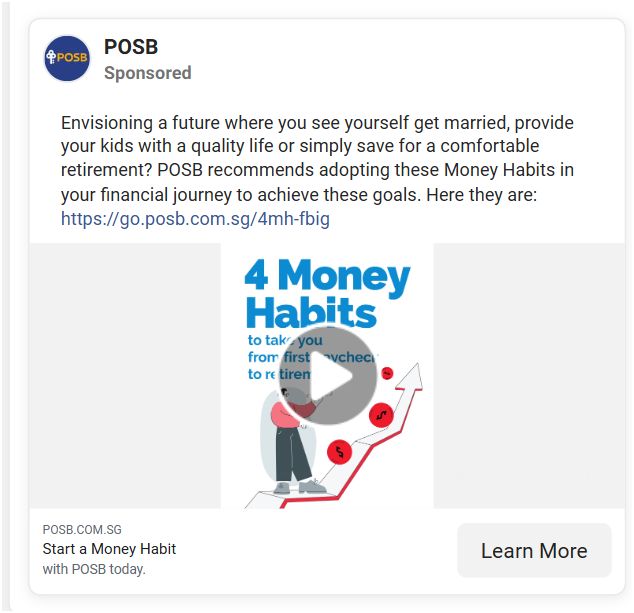 POSB
POSB
Sponsored
Envisioning a future where you see yourself get married, provide
your kids with a quality life or simply save for a comfortable
retirement? POSB recommends adopting these Money Habits in
your financial journey to achieve these goals. Here they are:
https://go.posb.com.sg/4mh-fbig
4 Money
Habits
to take you
from first paycheck
to retirem
POSB.COM.SG
Start a Money Habit
with POSB today.
Learn More